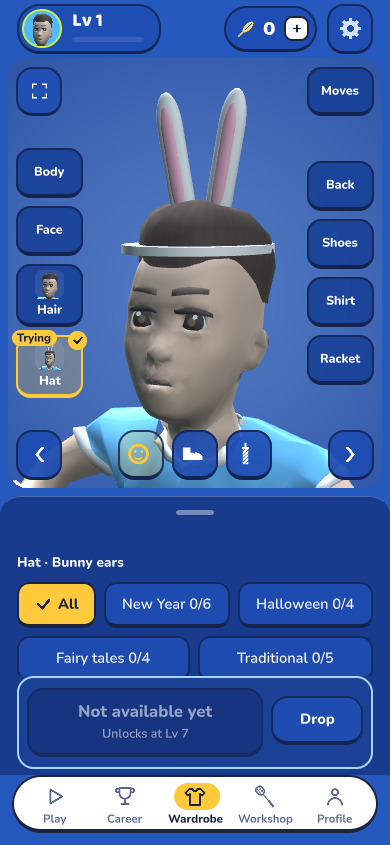 Lv 1
0
+
Moves
Body
Back
Face
Shoes
Hair
Shirt
Trying
Hat
Racket
Hat · Bunny ears
All
New Year 0/6
Halloween 0/4
Fairy tales 0/4
Traditional 0/5
Not available yet
Unlocks at Lv 7
Drop
Play
Career
Wardrobe
Workshop
Profile